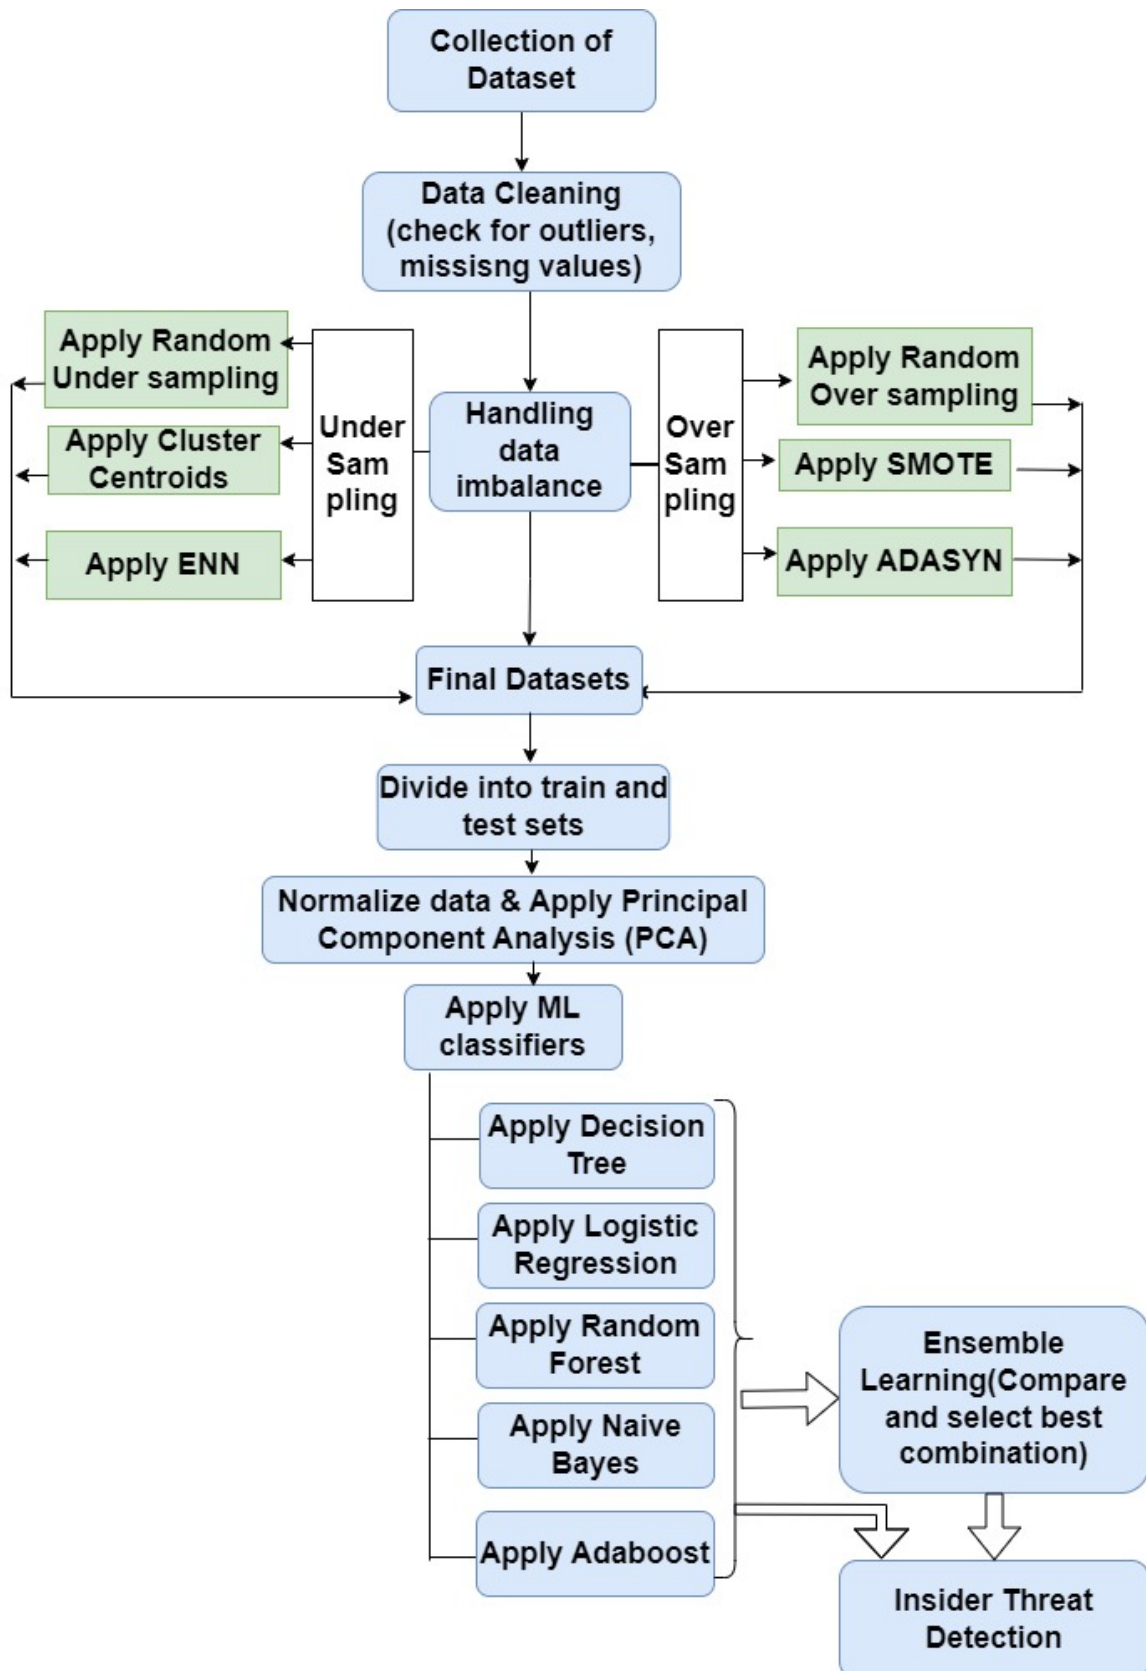 Collection of
Dataset
Data Cleaning
(check for outliers,
missisng values)
Apply Random
Under sampling
Apply Cluster
Centroids
Apply ENN
Under
Sam
pling
Handling
data
imbalance
Over
Sam
pling
Apply Random
Over sampling
Apply SMOTE
Apply ADASYN
Final Datasets
Divide into train and
test sets
Normalize data & Apply Principal
Component Analysis (PCA)
Apply ML
classifiers
Apply Decision
Tree
Apply Logistic
Regression
Apply Random
Forest
Apply Naive
Bayes
Apply Adaboost
Ensemble
Learning(Compare
and select best
combination)
Insider Threat
Detection